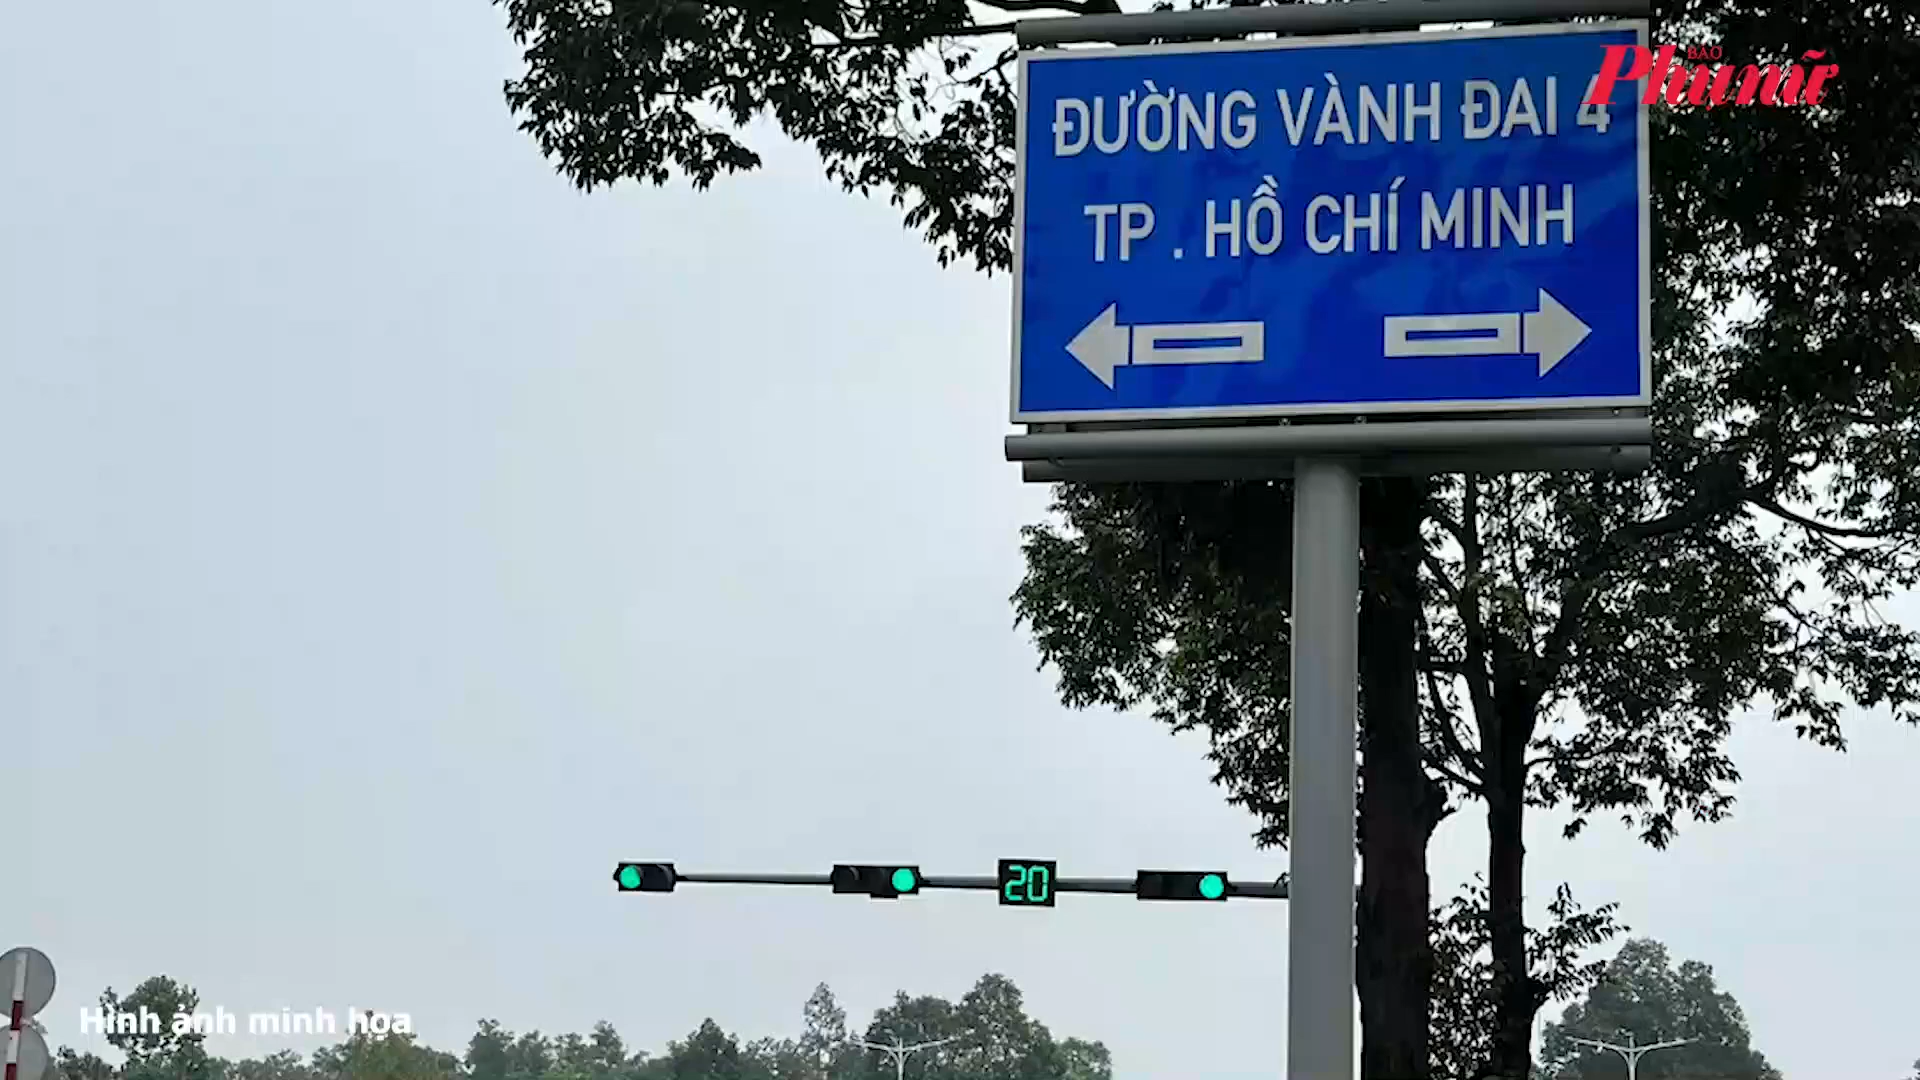 BÁO
Phụ nữ
ĐƯỜNG VÀNH ĐAI 4
TP . HỒ CHÍ MINH
20
Hình ảnh minh họa